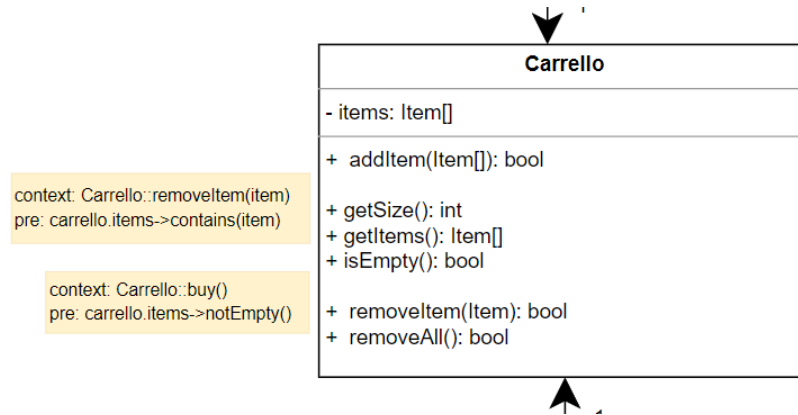 Carrello
- items: Item[]
+ addItem(Item[]): bool
+ getSize(): int
+ getItems(): Item[]
+ isEmpty(): bool
+ removeItem(Item): bool
+ removeAll(): bool
context: Carrello::removeItem(item)
pre: carrello.items->contains(item)
context: Carrello::buy()
pre: carrello.items->notEmpty()